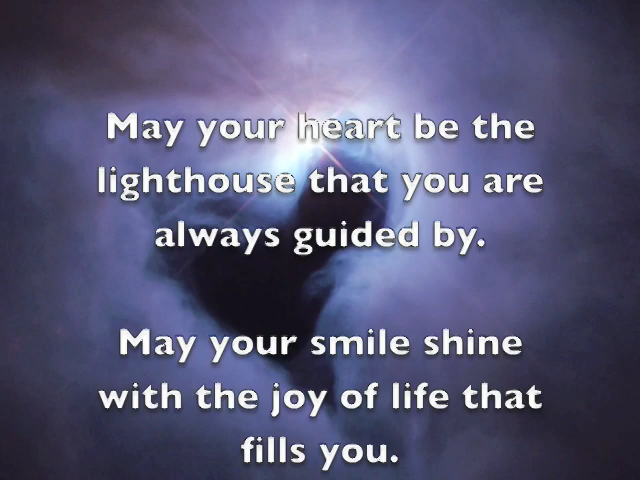 May your heart be the
lighthouse that you are
always guided by.
May your smile shine
with the joy of life that
fills you.